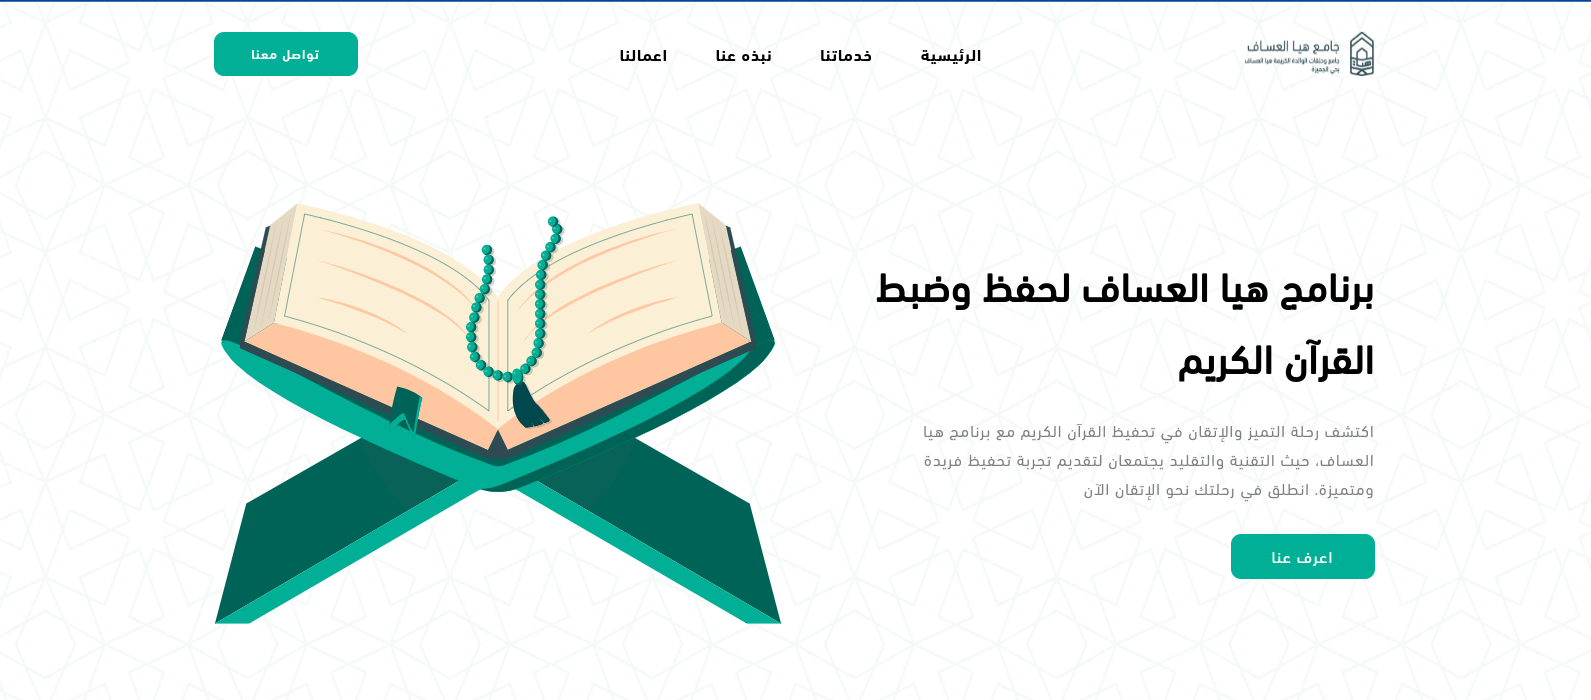 جامع هيا العساف
جامع وحلقات الوالدة الكريمة هيا العساف
بحي الجميزة
الرئيسية
خدماتنا
نبذه عنا
اعمالنا
تواصل معنا
برنامج هيا العساف لحفظ وضبط
القرآن الكريم
اكتشف رحلة التميز والإتقان في تحفيظ القرآن الكريم مع برنامج هيا
العساف، حيث التقنية والتقليد يجتمعان لتقديم تجربة تحفيظ فريدة
ومتميزة. انطلق في رحلتك نحو الإتقان الآن
اعرف عنا